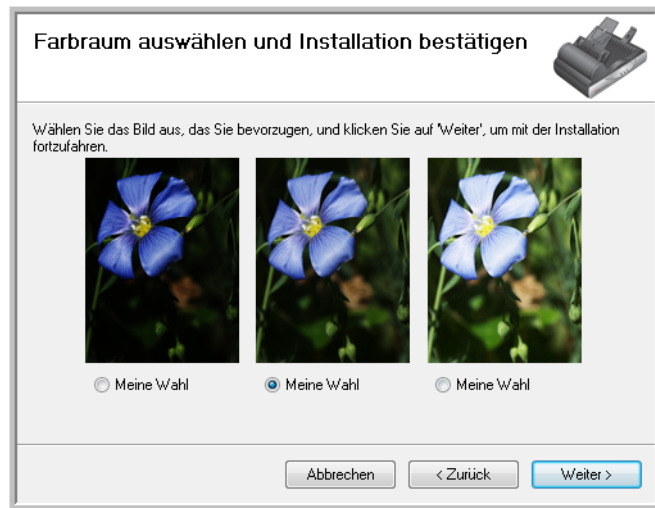 Farbraum auswählen und Installation bestätigen
Wählen Sie das Bild aus, das Sie bevorzugen, und klicken Sie auf 'Weiter', um mit der Installation
fortzufahren.
Meine Wahl Meine Wahl Meine Wahl
Abbrechen < Zurück Weiter >